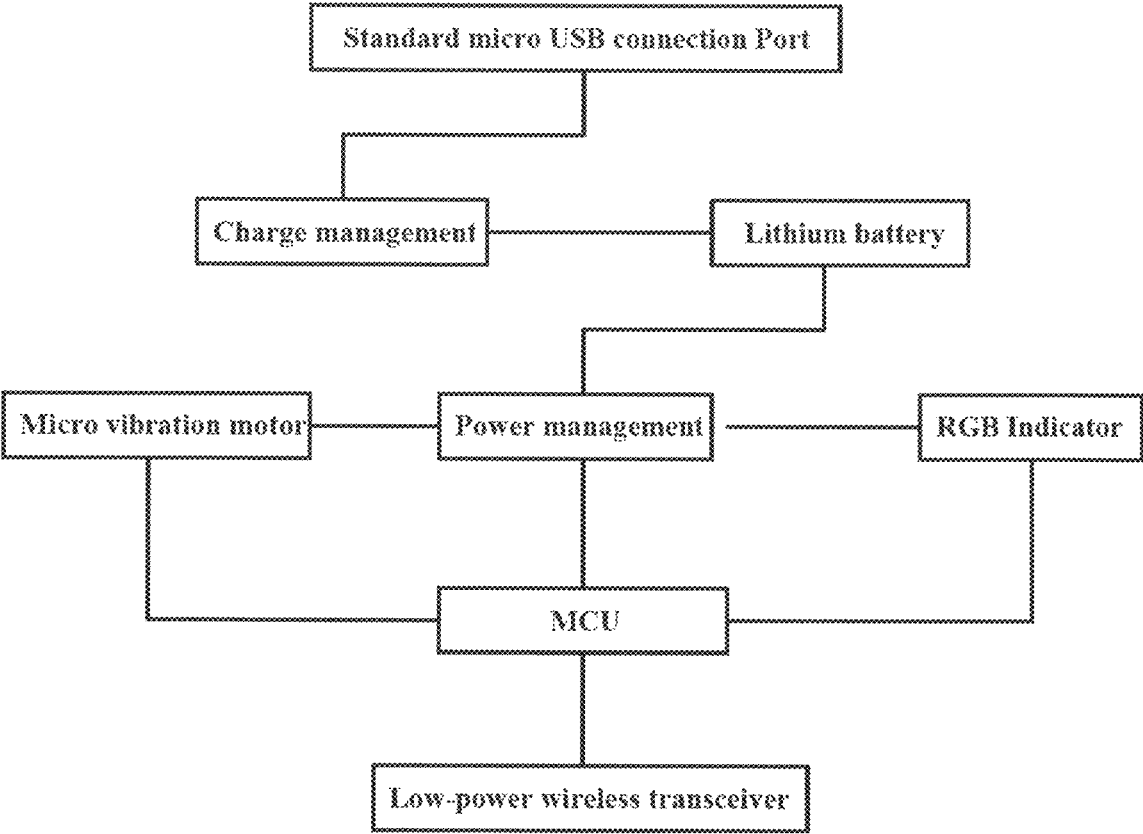 Standard micro USB connection Port
Charge management
Lithium battery
Micro vibration motor
Power management
RGB Indicator
MCU
Low-power wireless transceiver